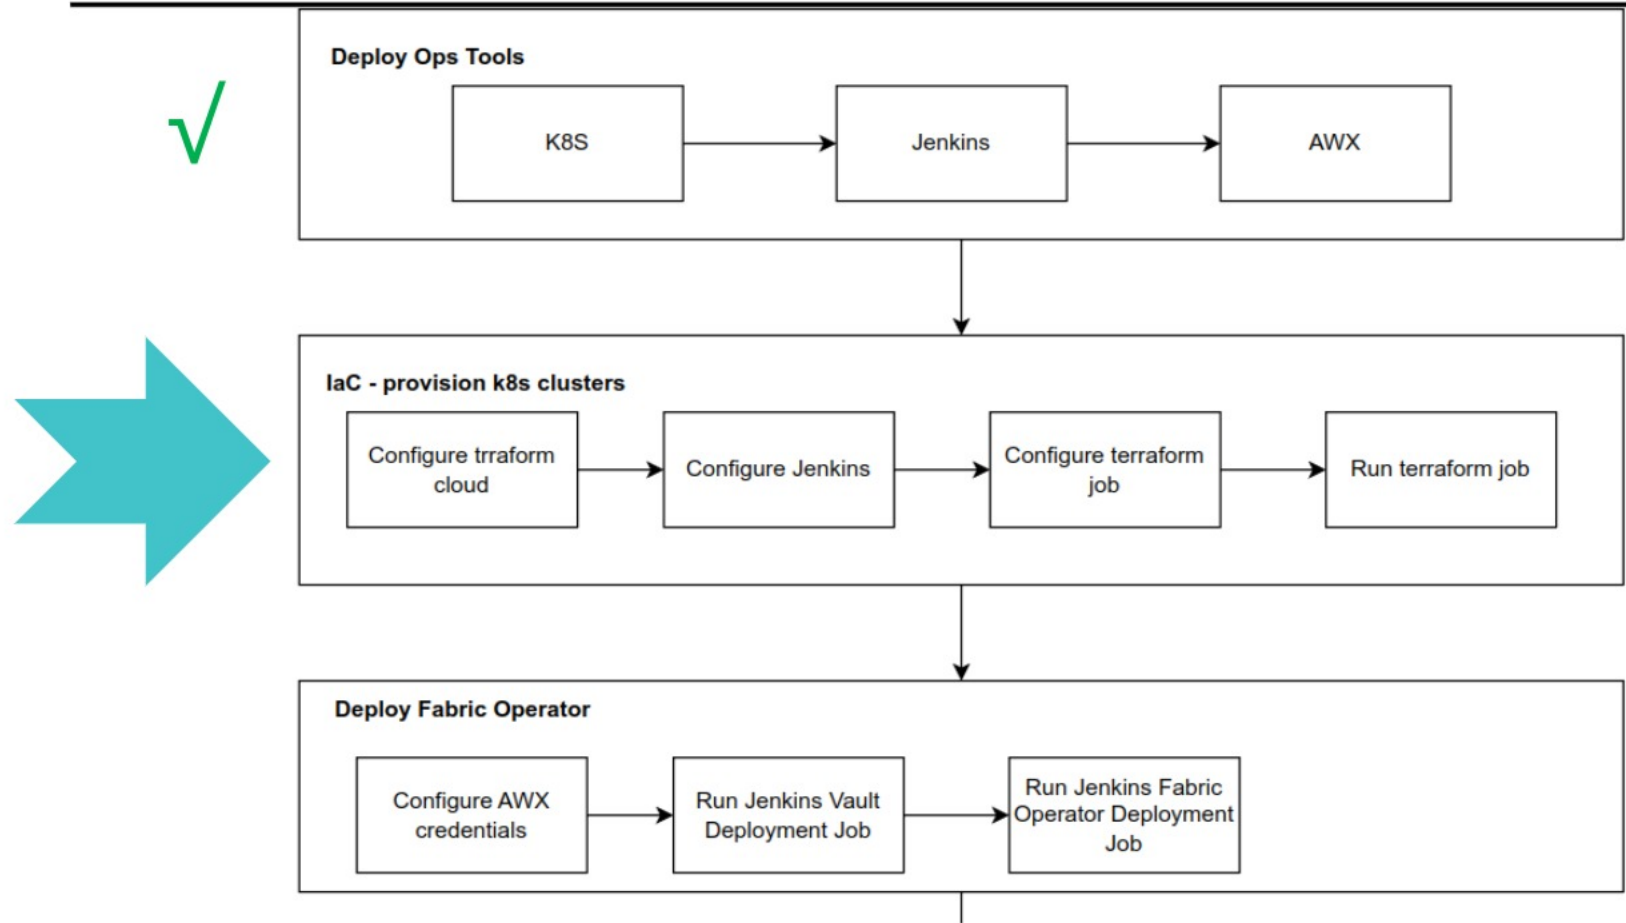 Deploy Ops Tools
√
K8S
Jenkins
AWX
IaC - provision k8s clusters
Configure trraform
cloud
Configure Jenkins
Configure terraform
job
Run terraform job
Deploy Fabric Operator
Configure AWX
credentials
Run Jenkins Vault
Deployment Job
Run Jenkins Fabric
Operator Deployment
Job